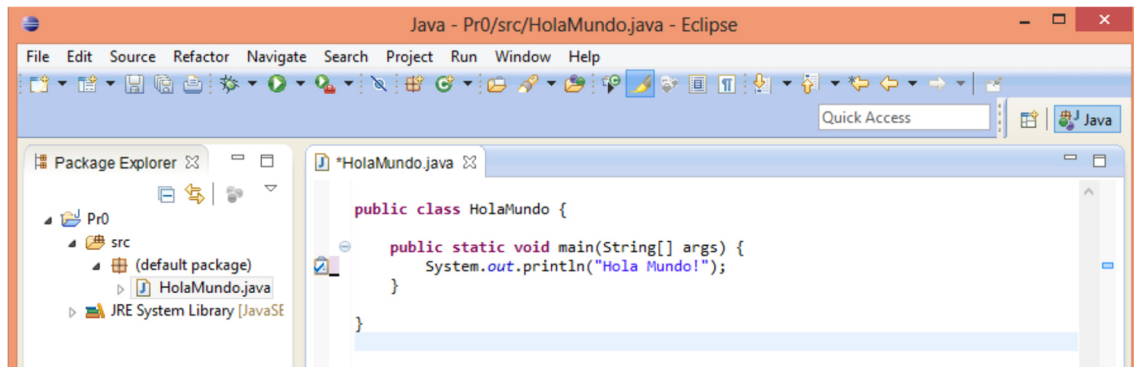 Java - Pr0/src/HolaMundo.java - Eclipse
File Edit Source Refactor Navigate Search Project Run Window Help
Quick Access
Java
Package Explorer
*HolaMundo.java
Pr0
src
(default package)
HolaMundo.java
JRE System Library [JavaSE
public class HolaMundo {
public static void main(String[] args) {
System.out.println("Hola Mundo!");
}
}